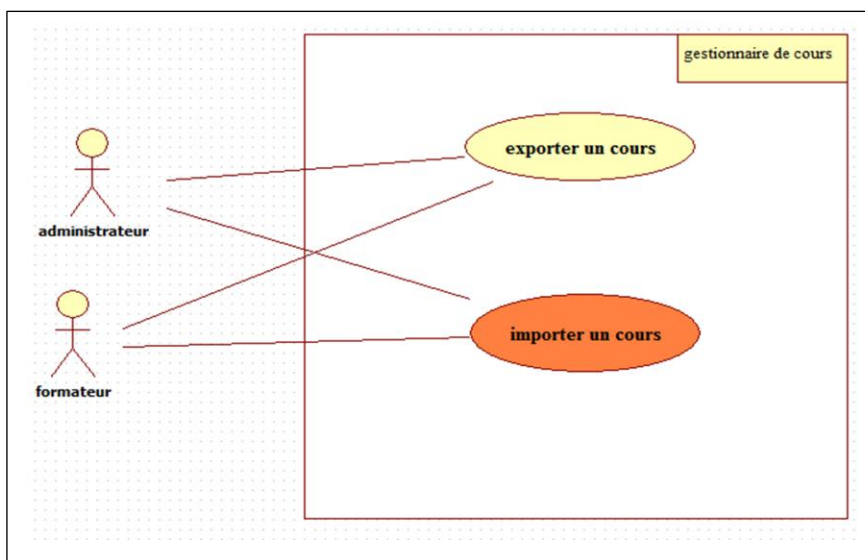 gestionnaire de cours
exporter un cours
administrateur
importer un cours
formateur